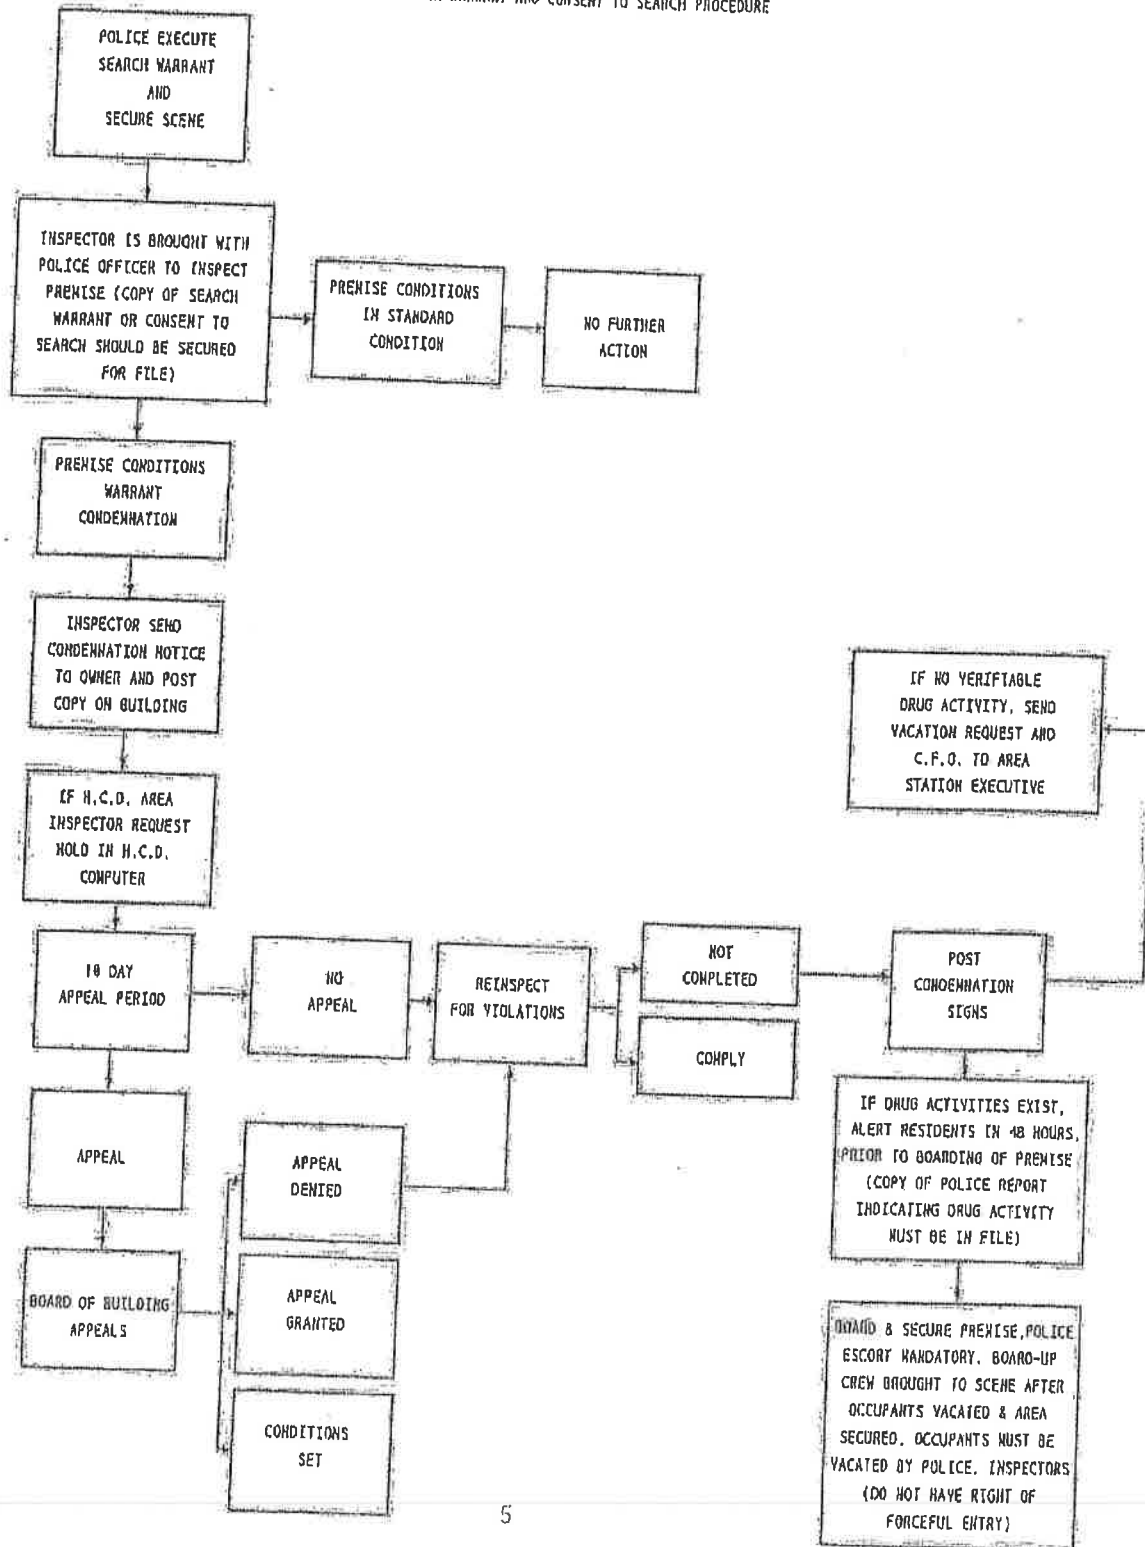 WARRANT AND CONSENT TO SEARCH PROCEDURE
POLICE EXECUTE
SEARCH WARRANT
AND
SECURE SCENE
INSPECTOR IS BROUGHT WITH
POLICE OFFICER TO INSPECT
PREMISE (COPY OF SEARCH
WARRANT OR CONSENT TO
SEARCH SHOULD BE SECURED
FOR FILE)
PREMISE CONDITIONS
IN STANDARD
CONDITION
NO FURTHER
ACTION
PREMISE CONDITIONS
WARRANT
CONDEMNATION
INSPECTOR SEND
CONDEMNATION NOTICE
TO OWNER AND POST
COPY ON BUILDING
IF NO VERIFIABLE
DRUG ACTIVITY, SEND
VACATION REQUEST AND
C.F.O. TO AREA
STATION EXECUTIVE
IF H.C.D. AREA
INSPECTOR REQUEST
HOLD IN H.C.D.
COMPUTER
10 DAY
APPEAL PERIOD
NO
APPEAL
REINSPECT
FOR VIOLATIONS
NOT
COMPLETED
COMPLY
POST
CONDEMNATION
SIGNS
APPEAL
APPEAL
DENIED
IF DRUG ACTIVITIES EXIST,
ALERT RESIDENTS IN 48 HOURS,
PRIOR TO BOARDING OF PREMISE
(COPY OF POLICE REPORT
INDICATING DRUG ACTIVITY
MUST BE IN FILE)
BOARD OF BUILDING
APPEALS
APPEAL
GRANTED
CONDITIONS
SET
BOARD & SECURE PREMISE, POLICE
ESCORT MANDATORY. BOARD-UP
CREW BROUGHT TO SCENE AFTER
OCCUPANTS VACATED & AREA
SECURED. OCCUPANTS MUST BE
VACATED BY POLICE. INSPECTORS
(DO NOT HAVE RIGHT OF
FORCEFUL ENTRY)
5